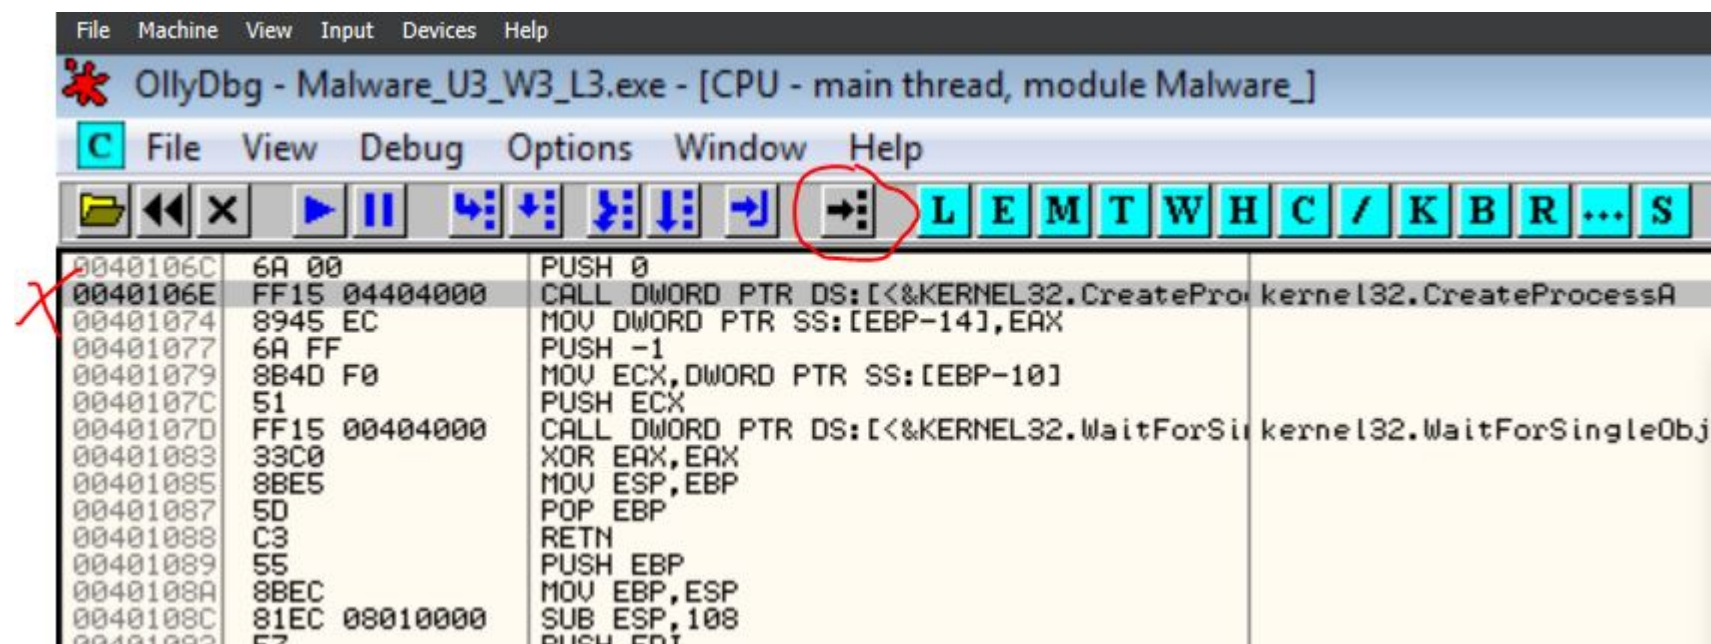 File Machine View Input Devices Help
OllyDbg - Malware_U3_W3_L3.exe - [CPU - main thread, module Malware_]
C File View Debug Options Window Help
L E M T W H C / K B R ... S
0040106C 6A 00 PUSH 0
0040106E FF15 04404000 CALL DWORD PTR DS:[<&KERNEL32.CreatePro kernel32.CreateProcessA
00401074 8945 EC MOV DWORD PTR SS:[EBP-14],EAX
00401077 6A FF PUSH -1
00401079 8B4D F0 MOV ECX,DWORD PTR SS:[EBP-10]
0040107C 51 PUSH ECX
0040107D FF15 00404000 CALL DWORD PTR DS:[<&KERNEL32.WaitForSi kernel32.WaitForSingleObj
00401083 33C0 XOR EAX,EAX
00401085 8BE5 MOV ESP,EBP
00401087 5D POP EBP
00401088 C3 RETN
00401089 55 PUSH EBP
0040108A 8BEC MOV EBP,ESP
0040108C 81EC 08010000 SUB ESP,108
57 PUSH EDI